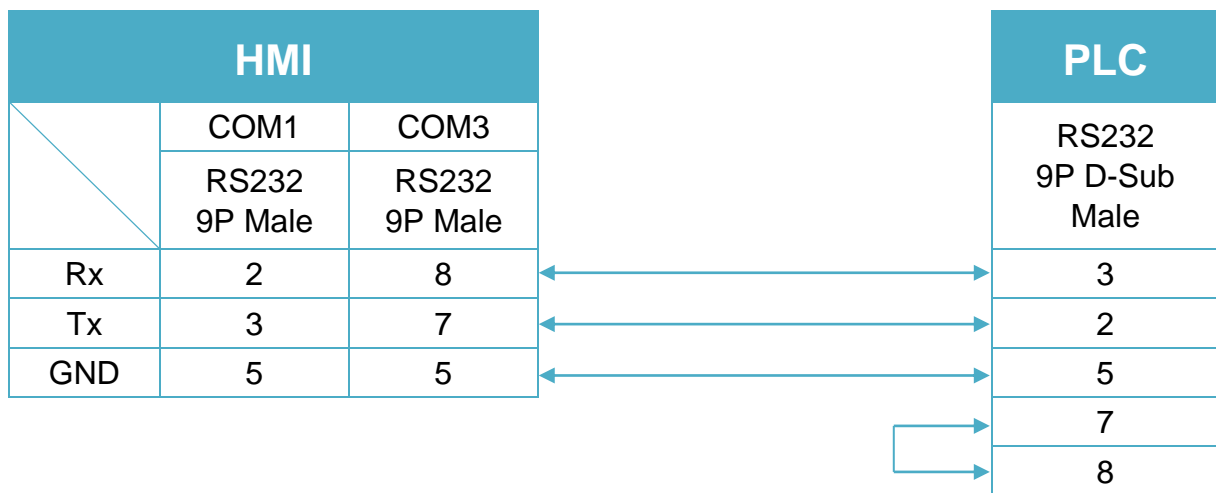 HMI
PLC
COM1 COM3
RS232
9P Male
RS232
9P Male
RS232
9P D-Sub
Male
Rx 2 8 3
Tx 3 7 2
GND 5 5 5
7
8